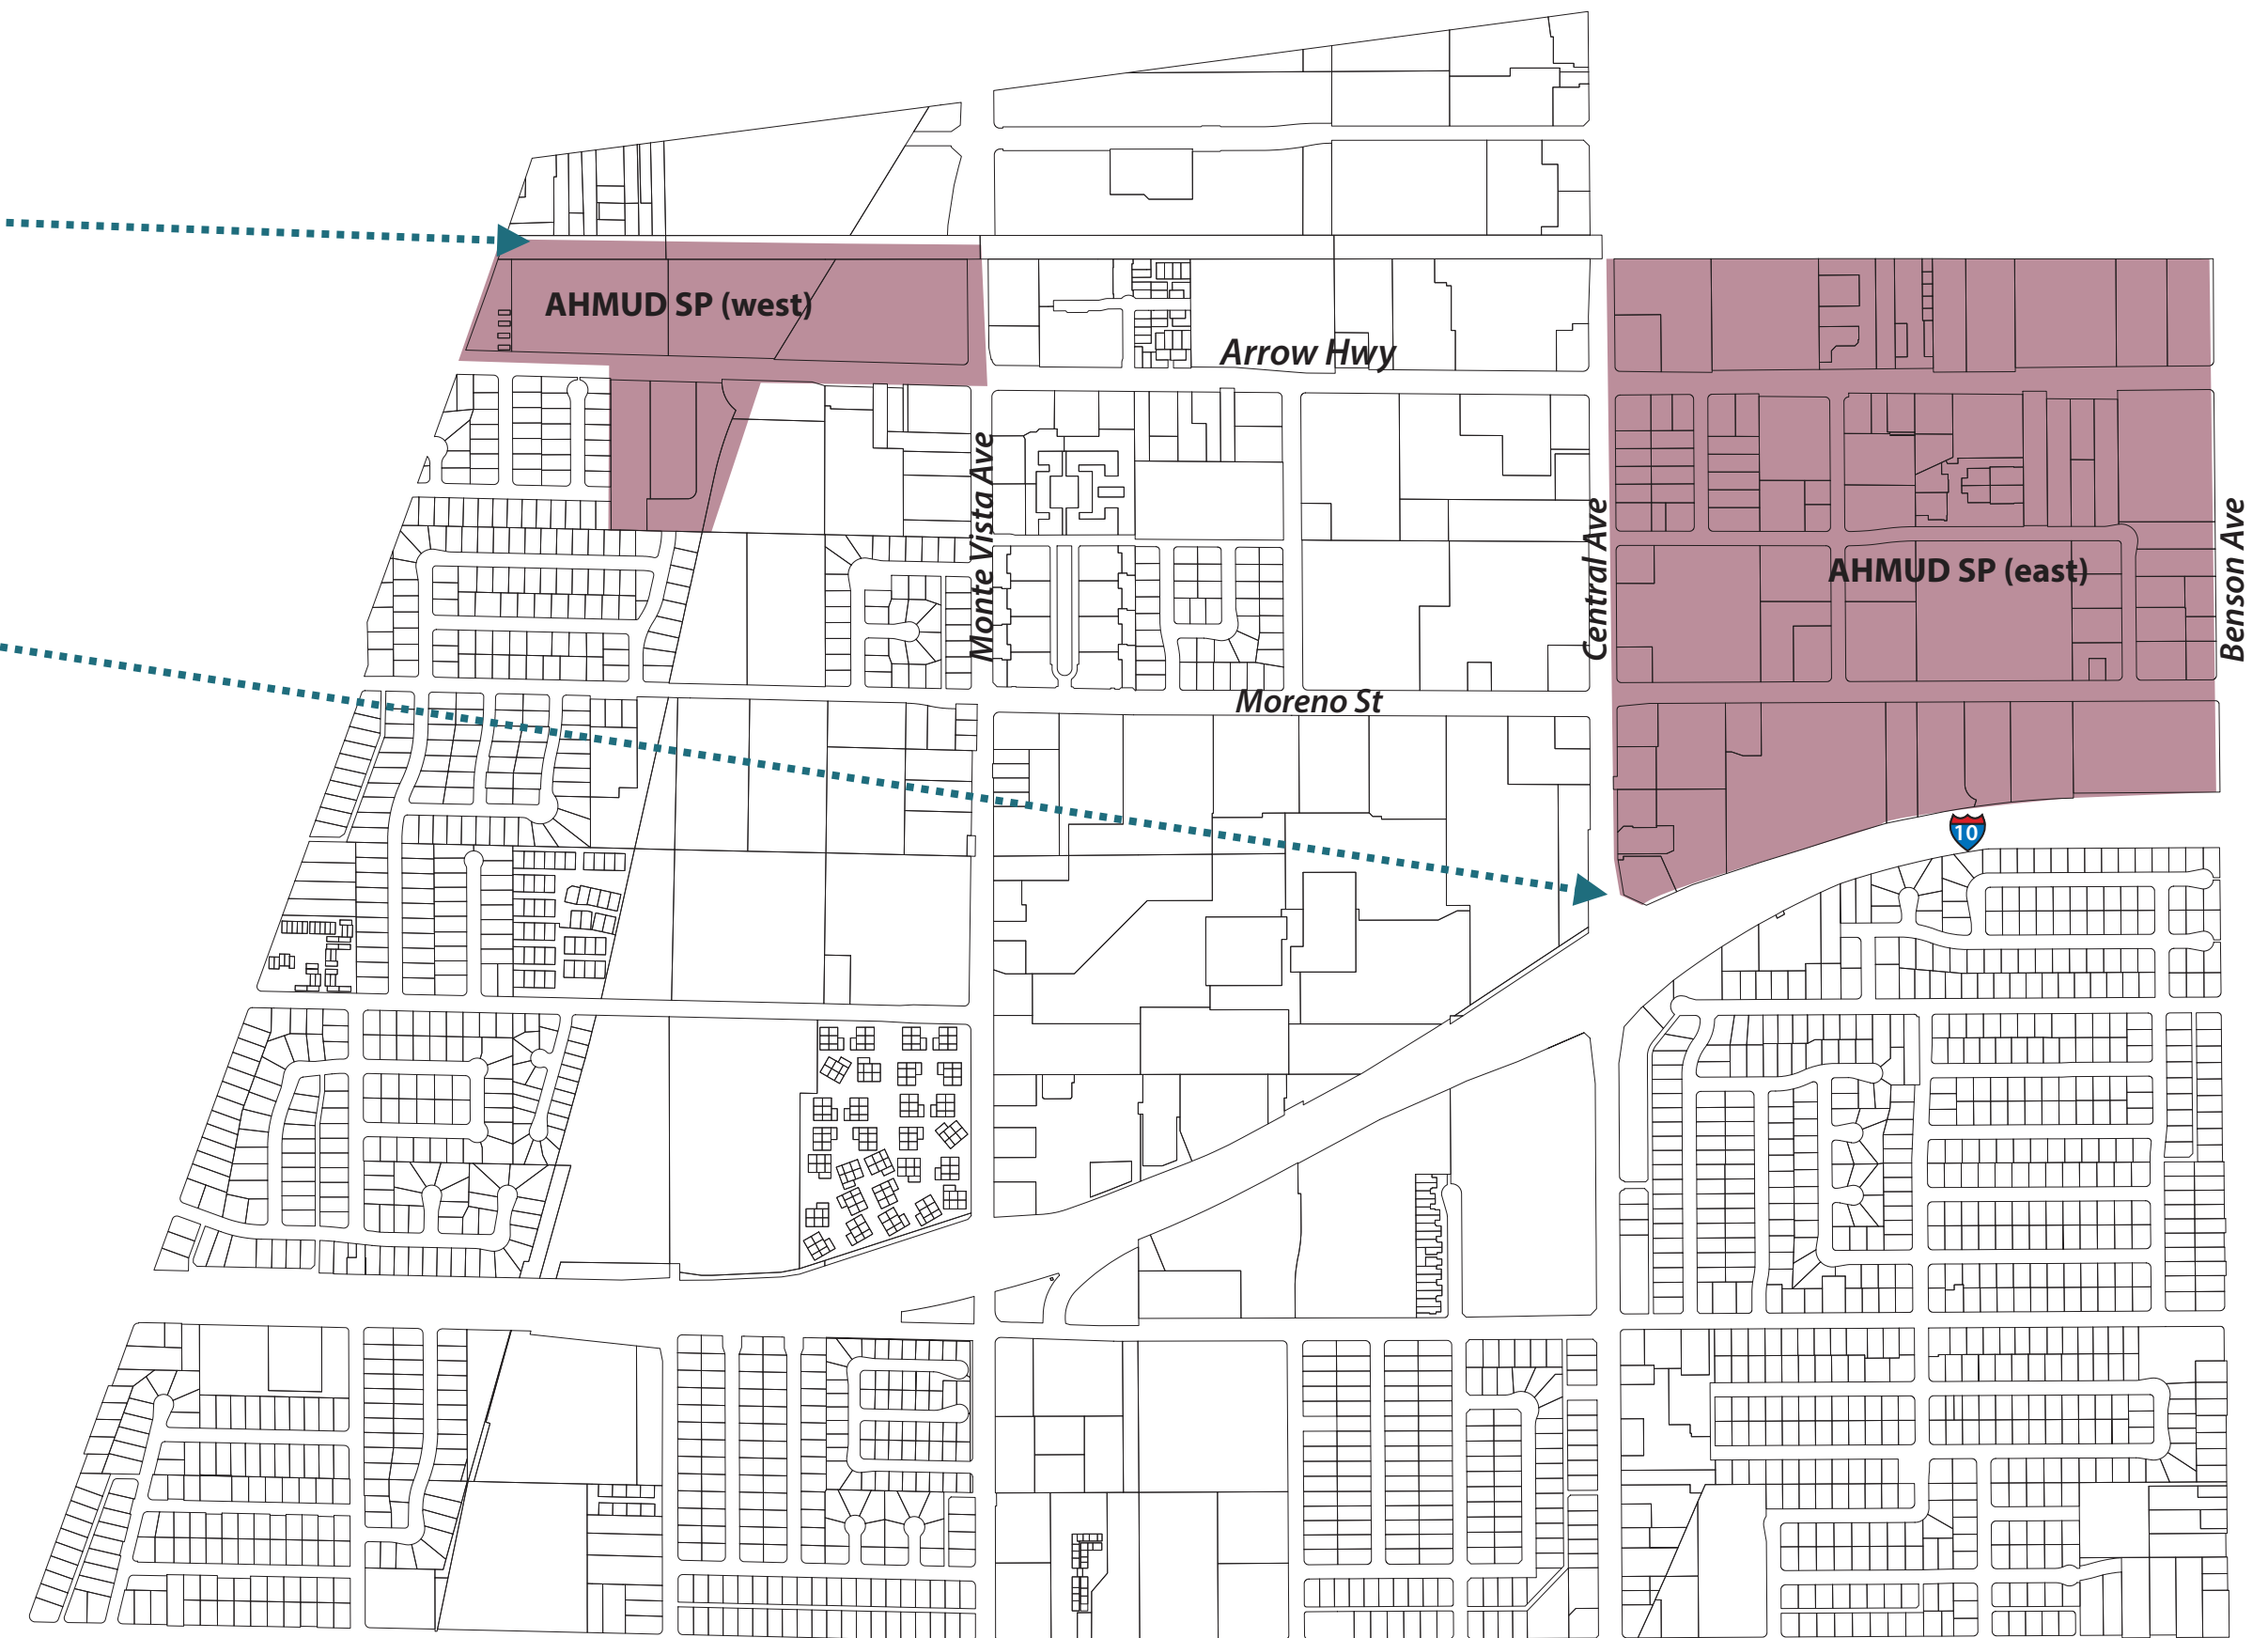 AHMUD SP (west)
Arrow Hwy
Monte Vista Ave
Central Ave
Benson Ave
AHMUD SP (east)
Moreno St
10